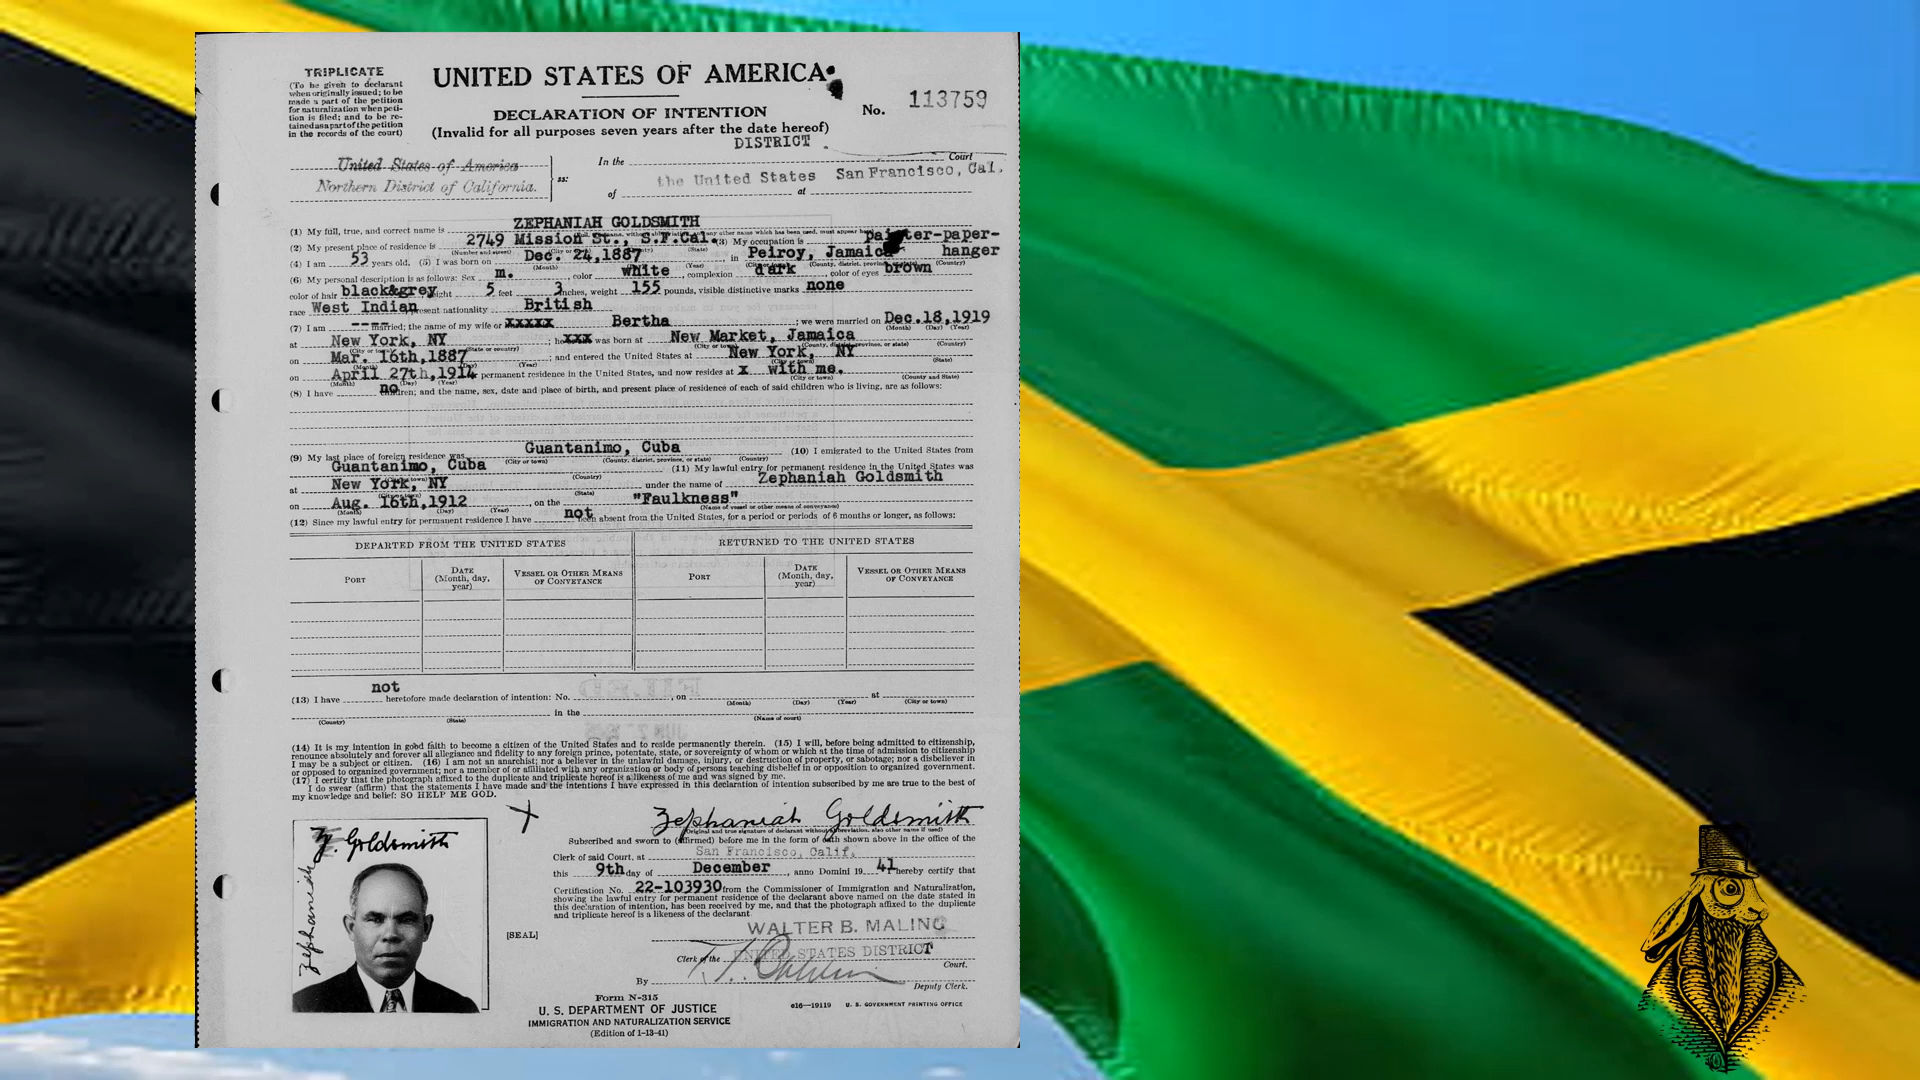 TRIPLICATE
(To be given to declarant
when originally issued; to be
made a part of the petition
for naturalization when peti-
tion is filed; and to be re-
tained as a part of the petition
in the records of the court)
UNITED STATES OF AMERICA
DECLARATION OF INTENTION
(Invalid for all purposes seven years after the date hereof)
No. 113759
United States of America
Northern District of California.
ss:
DISTRICT
In the Court
of the United States at San Francisco, Cal.
(1) My full, true, and correct name is ZEPHANIAH GOLDSMITH
(2) My present place of residence is 2749 Mission St., S.F.Cal. (3) My occupation is painter-paper-
hanger
(4) I am 53 years old. (5) I was born on Dec. 24,1887 in Peiroy, Jamaica
(6) My personal description is as follows: Sex m. , color white , complexion dark , color of eyes brown
color of hair black&grey, height 5 feet 3 inches, weight 155 pounds, visible distinctive marks none
race West Indian present nationality British
(7) I am ---- married; the name of my wife or xxxxx Bertha ; we were married on Dec.18,1919
at New York, NY ; he xxx was born at New Market, Jamaica
on Mar. 16th,1887 ; and entered the United States at New York, NY
on April 27th,1914 permanent residence in the United States, and now resides at x with me.
(8) I have no children; and the name, sex, date and place of birth, and present place of residence of each of said children who is living, are as follows:
(9) My last place of foreign residence was Guantanimo, Cuba (10) I emigrated to the United States from
Guantanimo, Cuba (11) My lawful entry for permanent residence in the United States was
at New York, NY under the name of Zephaniah Goldsmith
on Aug. 16th,1912 , on the "Faulkness"
(12) Since my lawful entry for permanent residence I have not been absent from the United States, for a period or periods of 6 months or longer, as follows:
DEPARTED FROM THE UNITED STATES RETURNED TO THE UNITED STATES
PORT DATE (Month, day, year) VESSEL OR OTHER MEANS OF CONVEYANCE PORT DATE (Month, day, year) VESSEL OR OTHER MEANS OF CONVEYANCE
(13) I have not heretofore made declaration of intention: No. , on at
(Month) (Day) (Year) (City or town)
in the
(County) (State) (Name of court)
(14) It is my intention in good faith to become a citizen of the United States and to reside permanently therein. (15) I will, before being admitted to citizenship,
renounce absolutely and forever all allegiance and fidelity to any foreign prince, potentate, state, or sovereignty of whom or which at the time of admission to citizenship
I may be a subject or citizen. (16) I am not an anarchist; nor a believer in the unlawful damage, injury, or destruction of property, or sabotage; nor a disbeliever in
or opposed to organized government; nor a member of or affiliated with any organization or body of persons teaching disbelief in or opposition to organized government.
(17) I certify that the photograph affixed to the duplicate and triplicate hereof is a likeness of me and was signed by me.
I do swear (affirm) that the statements I have made and the intentions I have expressed in this declaration of intention subscribed by me are true to the best of
my knowledge and belief: SO HELP ME GOD.
Zephaniah Goldsmith
(Original and true signature of declarant without abbreviation, also other name if used)
Subscribed and sworn to (affirmed) before me in the form of oath shown above in the office of the
Clerk of said Court, at San Francisco, Calif.
this 9th day of December , anno Domini 19 41 hereby certify that
Certification No. 22-103930 from the Commissioner of Immigration and Naturalization,
showing the lawful entry for permanent residence of the declarant above named on the date stated in
this declaration of intention, has been received by me, and that the photograph affixed to the duplicate
and triplicate hereof is a likeness of the declarant
Z. Goldsmith
Zephaniah
[SEAL]
WALTER B. MALING
Clerk of the UNITED STATES DISTRICT Court.
By Deputy Clerk.
Form N-315
U. S. DEPARTMENT OF JUSTICE
IMMIGRATION AND NATURALIZATION SERVICE
(Edition of 1-13-41)
e16—19119 U. S. GOVERNMENT PRINTING OFFICE